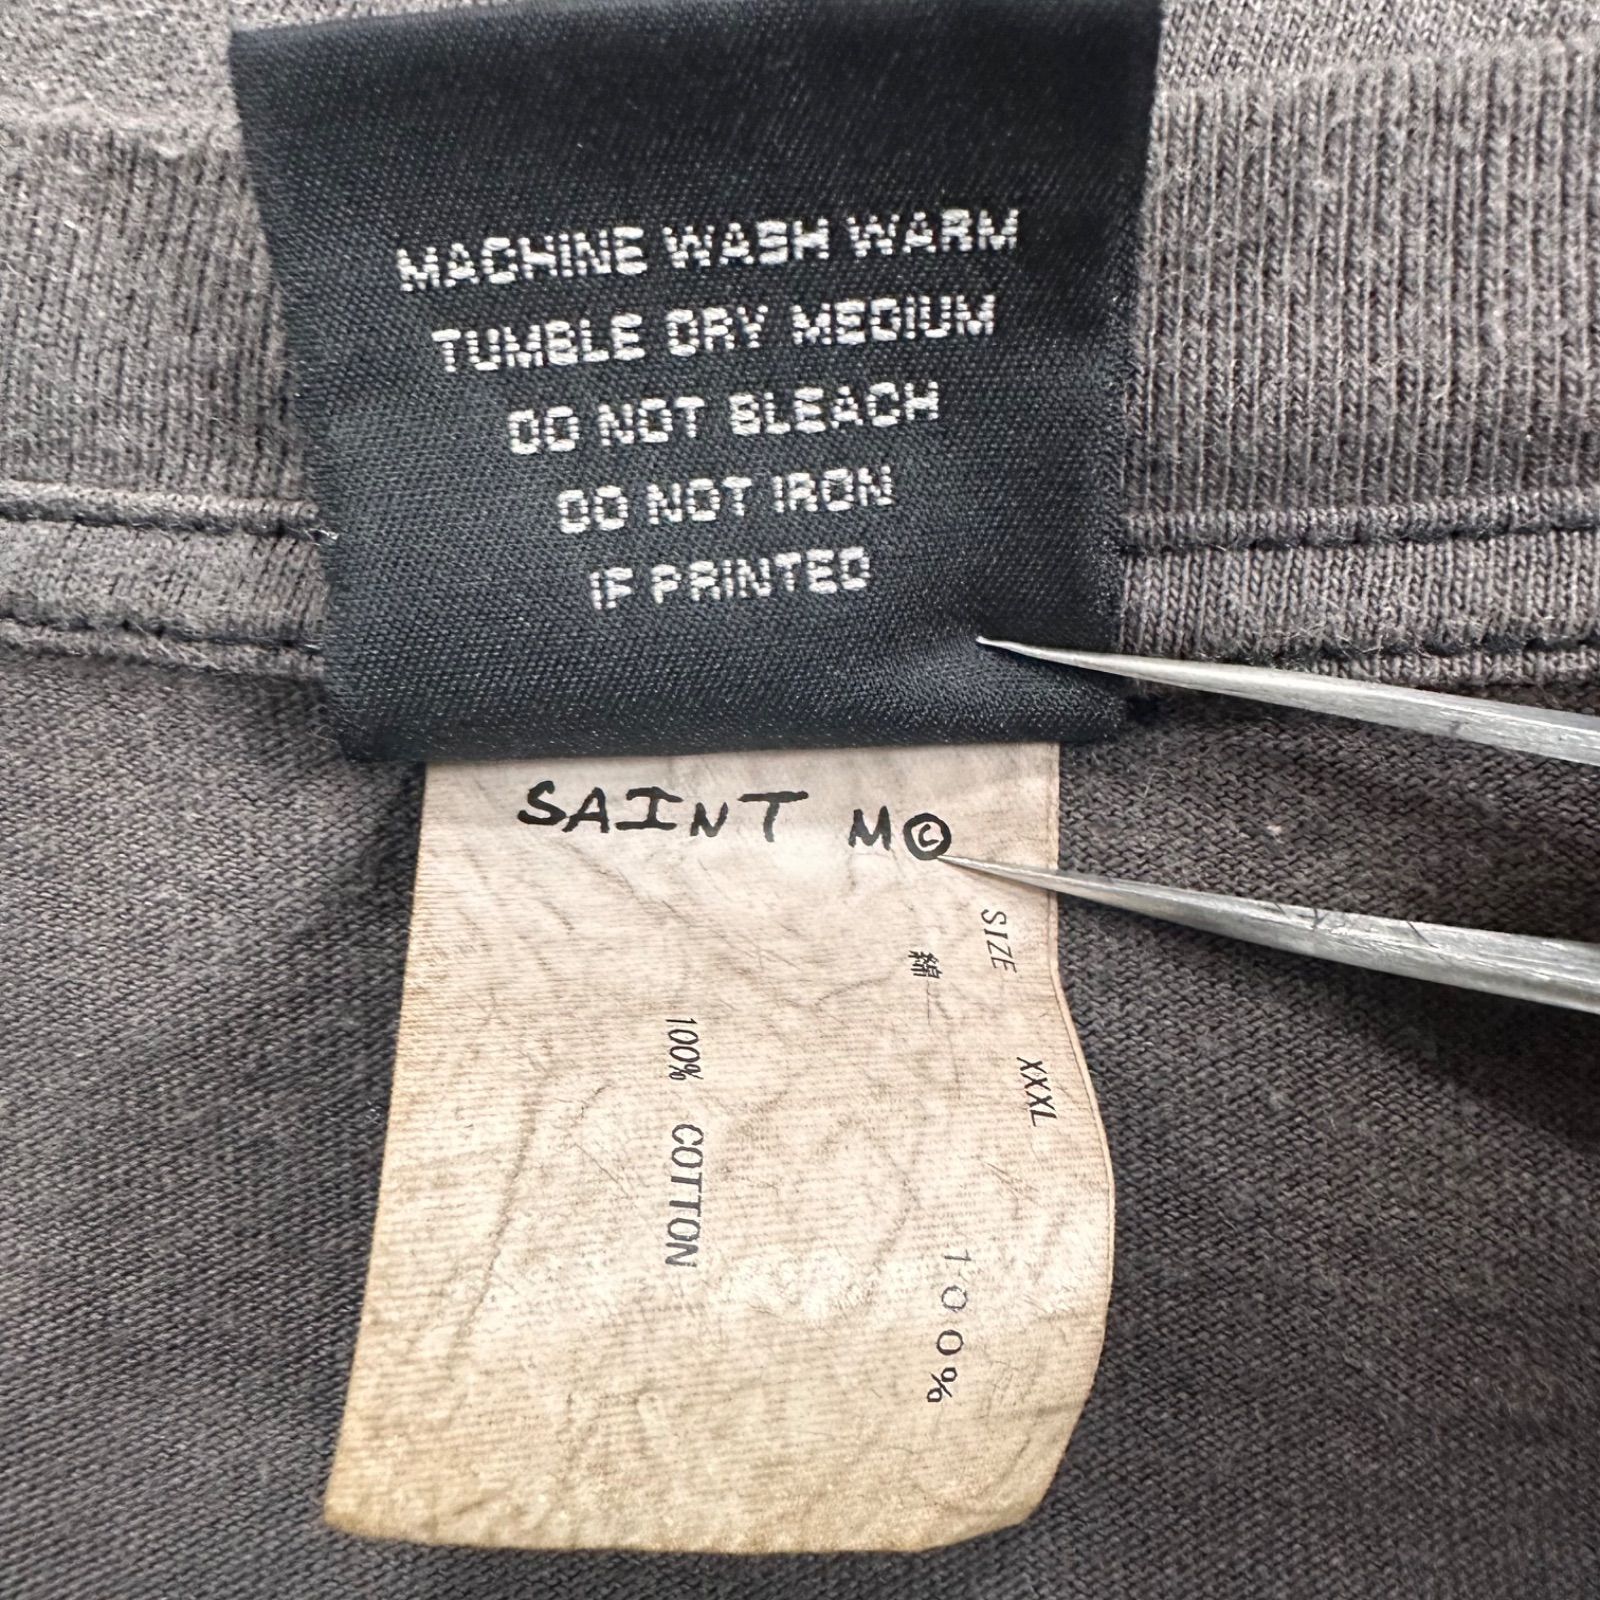 MACHINE WASH WARM
TUMBLE DRY MEDIUM
DO NOT BLEACH
DO NOT IRON
IF PRINTED
SAINT M©
SIZE XXXL
綿 100%
100% COTTON